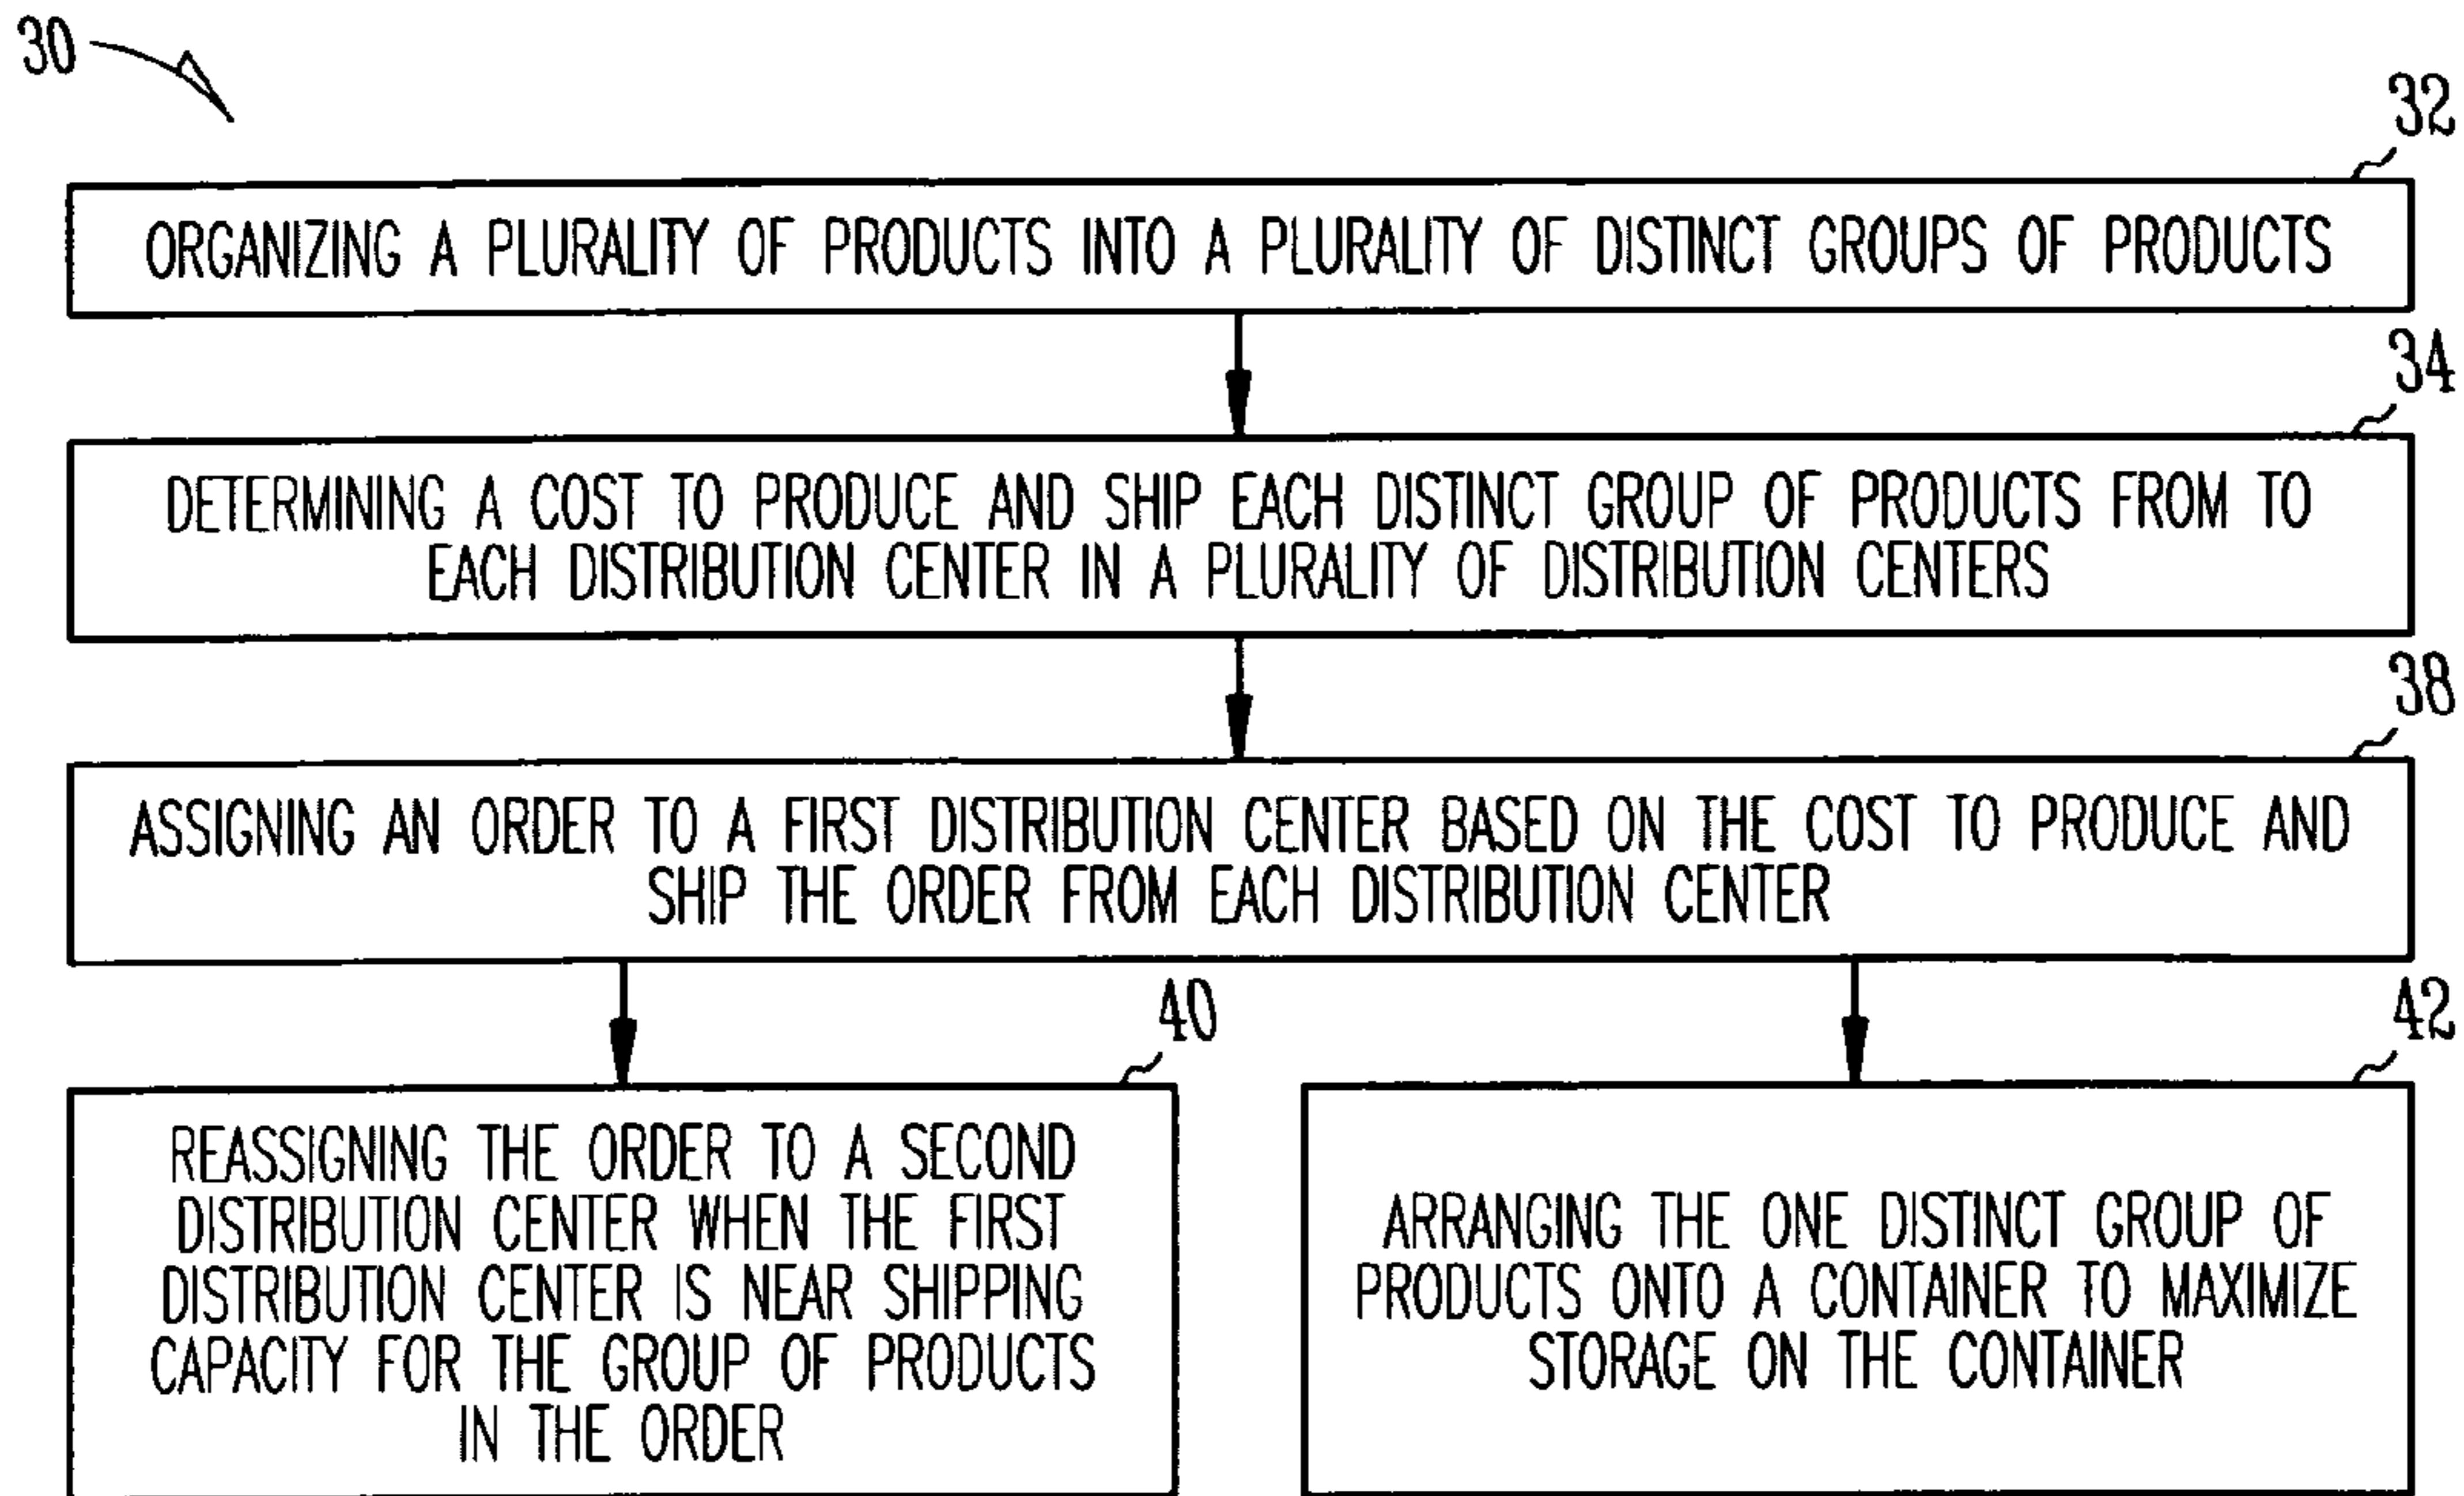 30
32
ORGANIZING A PLURALITY OF PRODUCTS INTO A PLURALITY OF DISTINCT GROUPS OF PRODUCTS
34
DETERMINING A COST TO PRODUCE AND SHIP EACH DISTINCT GROUP OF PRODUCTS FROM TO
EACH DISTRIBUTION CENTER IN A PLURALITY OF DISTRIBUTION CENTERS
38
ASSIGNING AN ORDER TO A FIRST DISTRIBUTION CENTER BASED ON THE COST TO PRODUCE AND
SHIP THE ORDER FROM EACH DISTRIBUTION CENTER
40
REASSIGNING THE ORDER TO A SECOND
DISTRIBUTION CENTER WHEN THE FIRST
DISTRIBUTION CENTER IS NEAR SHIPPING
CAPACITY FOR THE GROUP OF PRODUCTS
IN THE ORDER
42
ARRANGING THE ONE DISTINCT GROUP OF
PRODUCTS ONTO A CONTAINER TO MAXIMIZE
STORAGE ON THE CONTAINER